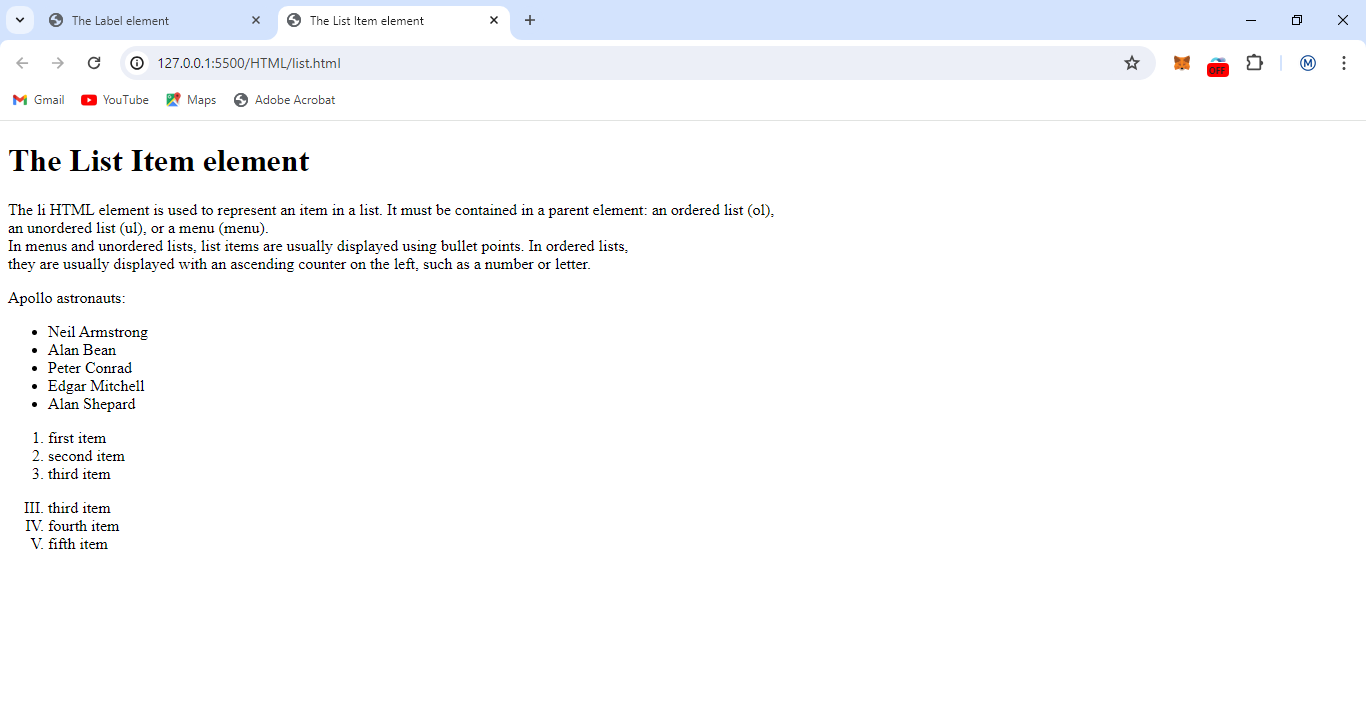 The Label element
The List Item element
127.0.0.1:5500/HTML/list.html
OFF
M
Gmail
YouTube
Maps
Adobe Acrobat
The List Item element
The li HTML element is used to represent an item in a list. It must be contained in a parent element: an ordered list (ol),
an unordered list (ul), or a menu (menu).
In menus and unordered lists, list items are usually displayed using bullet points. In ordered lists,
they are usually displayed with an ascending counter on the left, such as a number or letter.
Apollo astronauts:
• Neil Armstrong
• Alan Bean
• Peter Conrad
• Edgar Mitchell
• Alan Shepard
1. first item
2. second item
3. third item
III. third item
IV. fourth item
V. fifth item